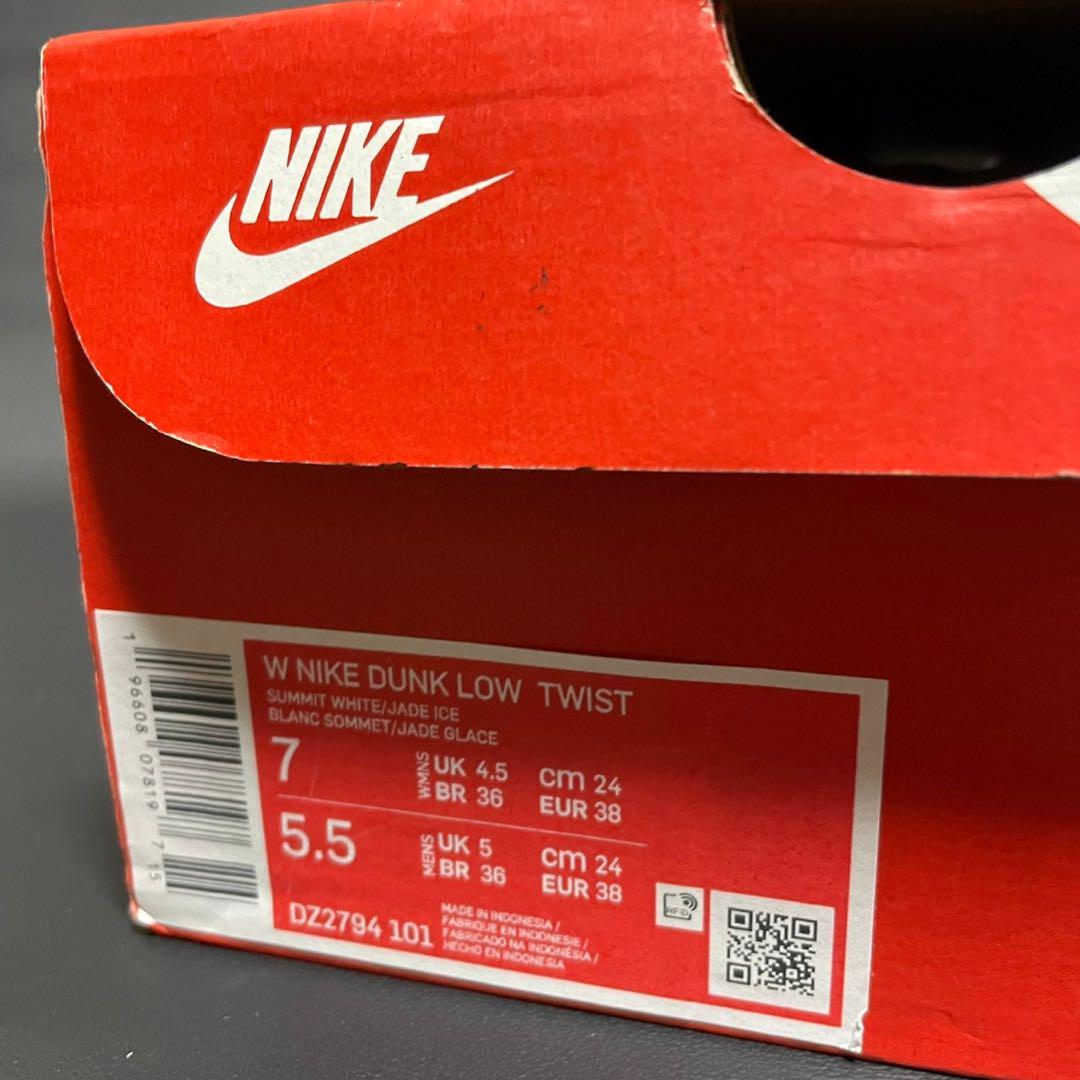 NIKE
W NIKE DUNK LOW TWIST
SUMMIT WHITE/JADE ICE
BLANC SOMMET/JADE GLACE
7
WMNS
UK 4.5 cm 24
BR 36 EUR 38
5.5
MENS
UK 5 cm 24
BR 36 EUR 38
DZ2794 101
MADE IN INDONESIA /
FABRIQUE EN INDONESIE /
FABRICADO NA INDONÉSIA /
HECHO EN INDONESIA
RFID
1 96608 07819 7 15